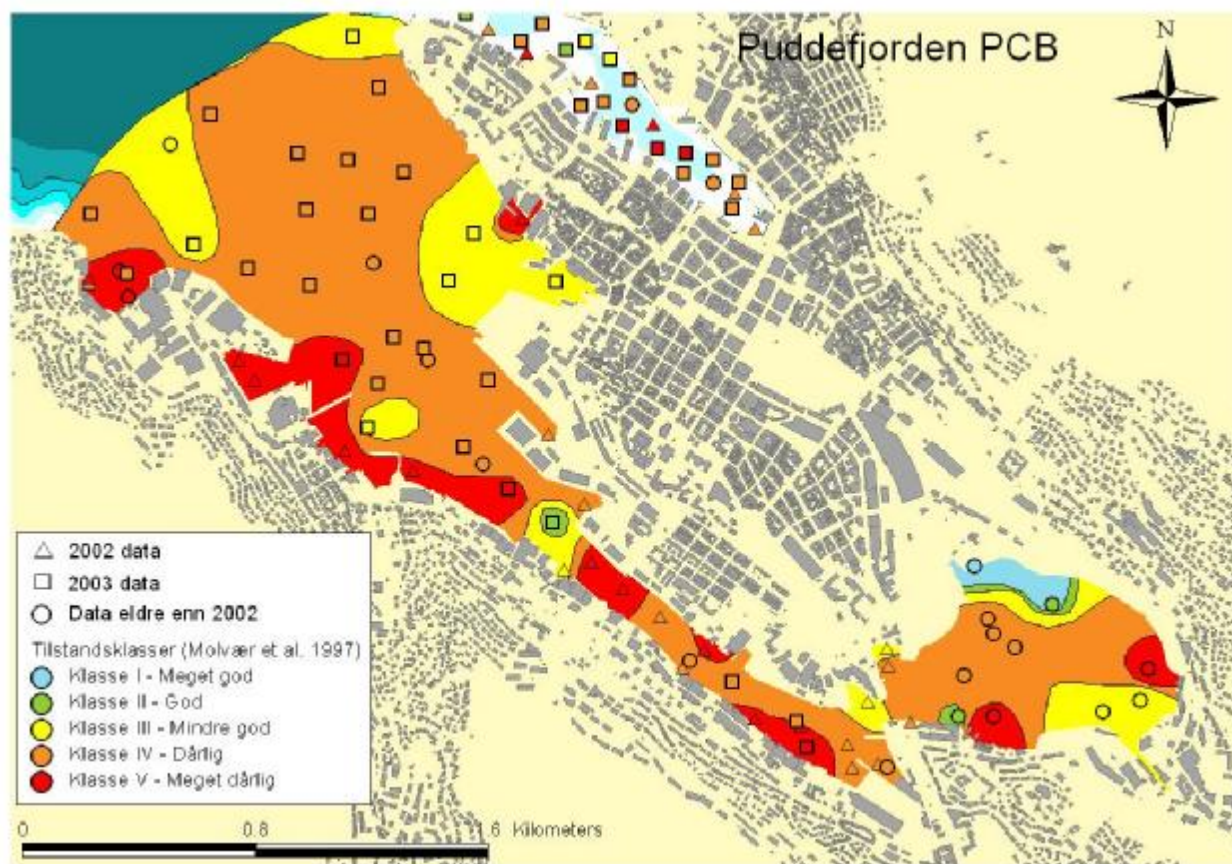 Puddefjorden PCB
N
2002 data
2003 data
Data eldre enn 2002
Tilstandsklasser (Molvær et al. 1997)
Klasse I - Meget god
Klasse II - God
Klasse III - Mindre god
Klasse IV - Dårlig
Klasse V - Meget dårlig
0 0.8 1.6 Kilometers